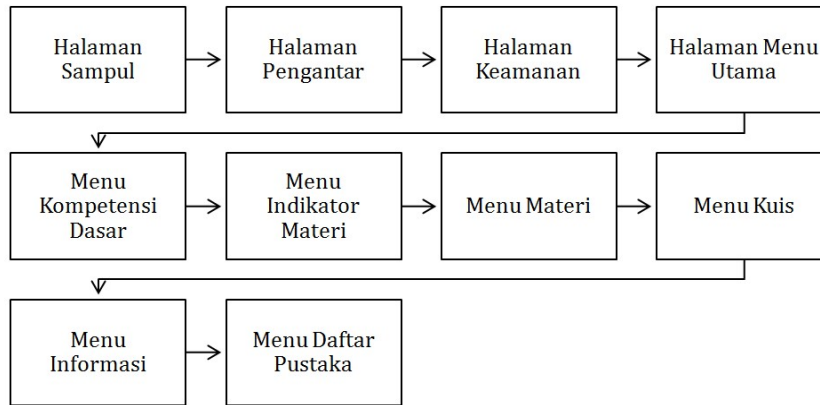 Halaman
Sampul
Halaman
Pengantar
Halaman
Keamanan
Halaman Menu
Utama
Menu
Kompetensi
Dasar
Menu
Indikator
Materi
Menu Materi
Menu Kuis
Menu
Informasi
Menu Daftar
Pustaka